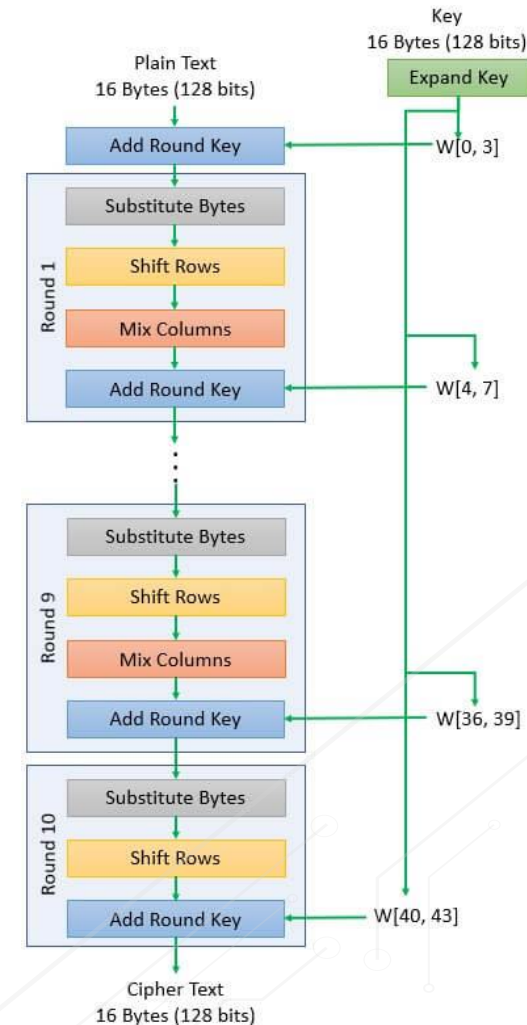 Key
16 Bytes (128 bits)
Expand Key
Plain Text
16 Bytes (128 bits)
Add Round Key
W[0, 3]
Round 1
Substitute Bytes
Shift Rows
Mix Columns
Add Round Key
W[4, 7]
Round 9
Substitute Bytes
Shift Rows
Mix Columns
Add Round Key
W[36, 39]
Round 10
Substitute Bytes
Shift Rows
Add Round Key
W[40, 43]
Cipher Text
16 Bytes (128 bits)